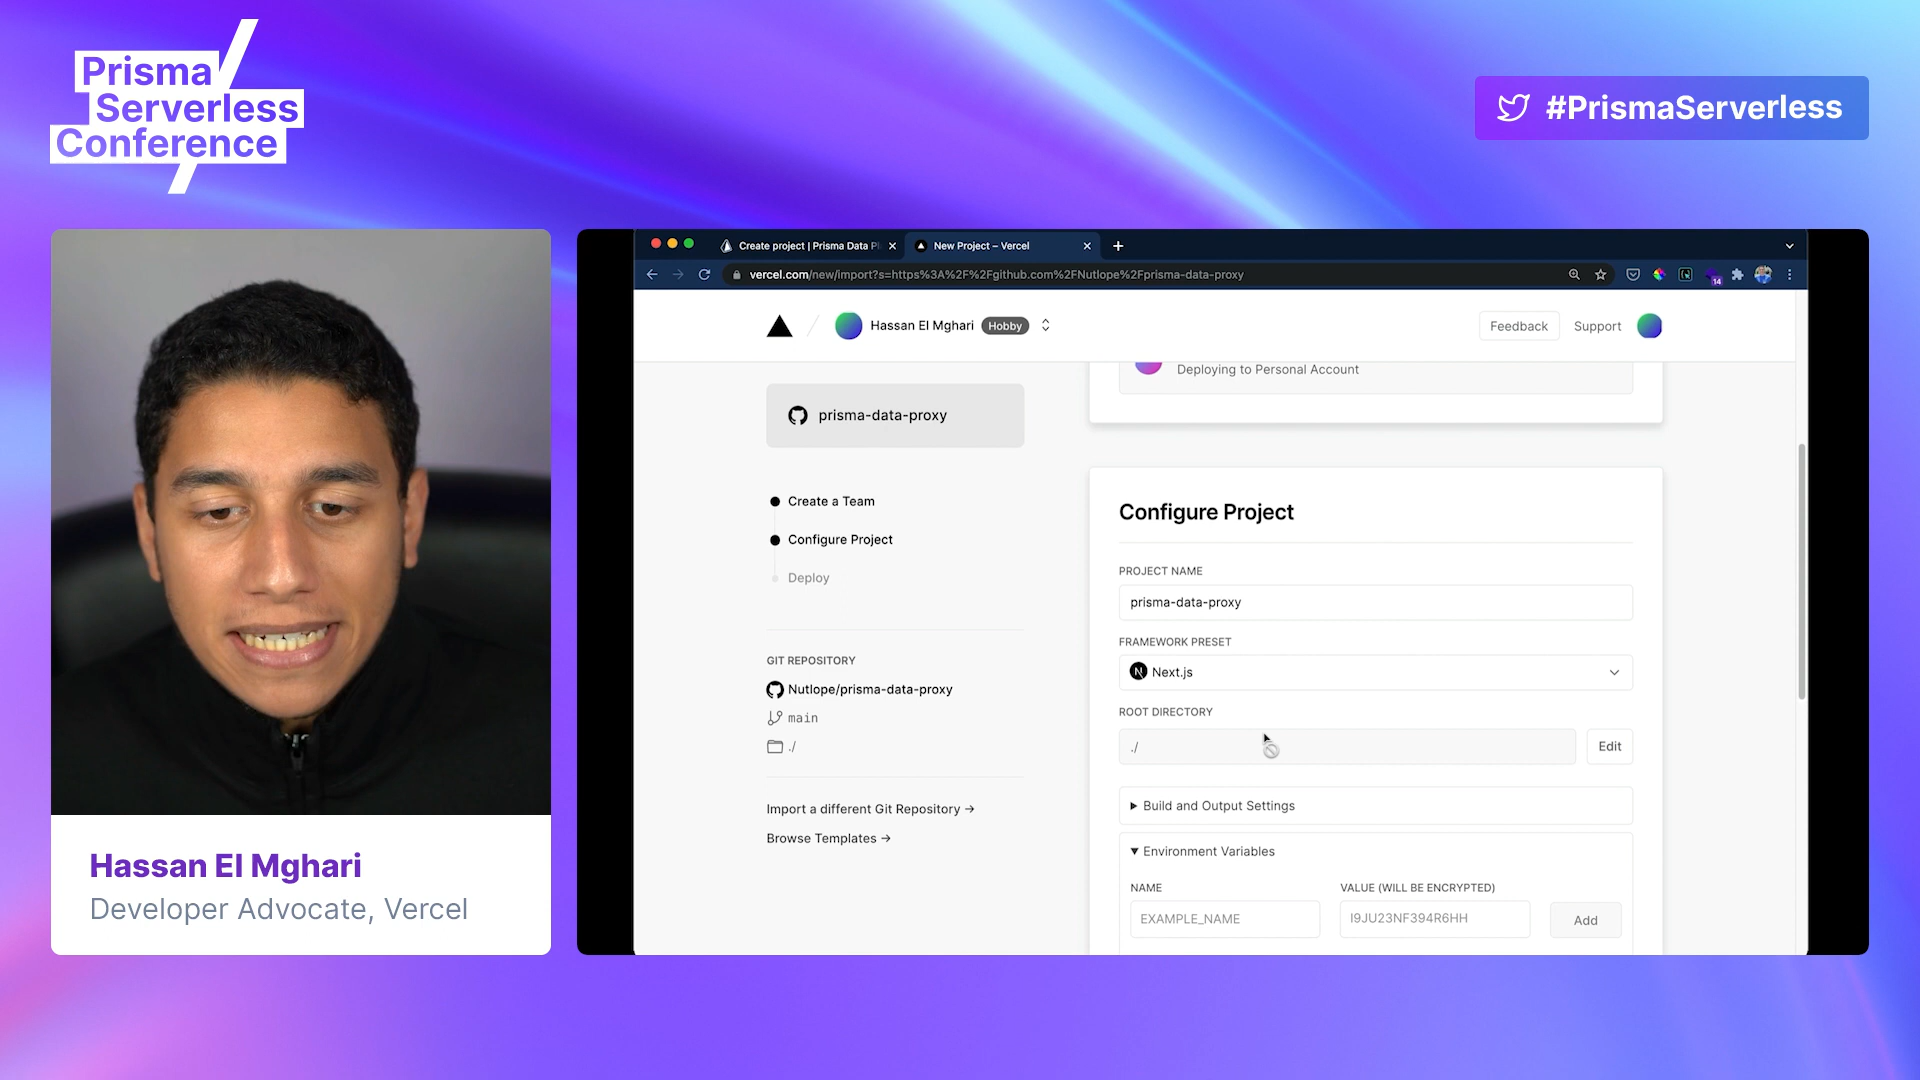 Prisma
Serverless
Conference
#PrismaServerless
Create project | Prisma Data Pl
New Project – Vercel
vercel.com/new/import?s=https%3A%2F%2Fgithub.com%2FNutlope%2Fprisma-data-proxy
14
Hassan El Mghari Hobby
Feedback
Support
Deploying to Personal Account
prisma-data-proxy
Create a Team
Configure Project
Deploy
GIT REPOSITORY
Nutlope/prisma-data-proxy
main
./
Import a different Git Repository →
Browse Templates →
Configure Project
PROJECT NAME
prisma-data-proxy
FRAMEWORK PRESET
N Next.js
ROOT DIRECTORY
./
Edit
Build and Output Settings
Environment Variables
NAME
VALUE (WILL BE ENCRYPTED)
EXAMPLE_NAME
I9JU23NF394R6HH
Add
Hassan El Mghari
Developer Advocate, Vercel